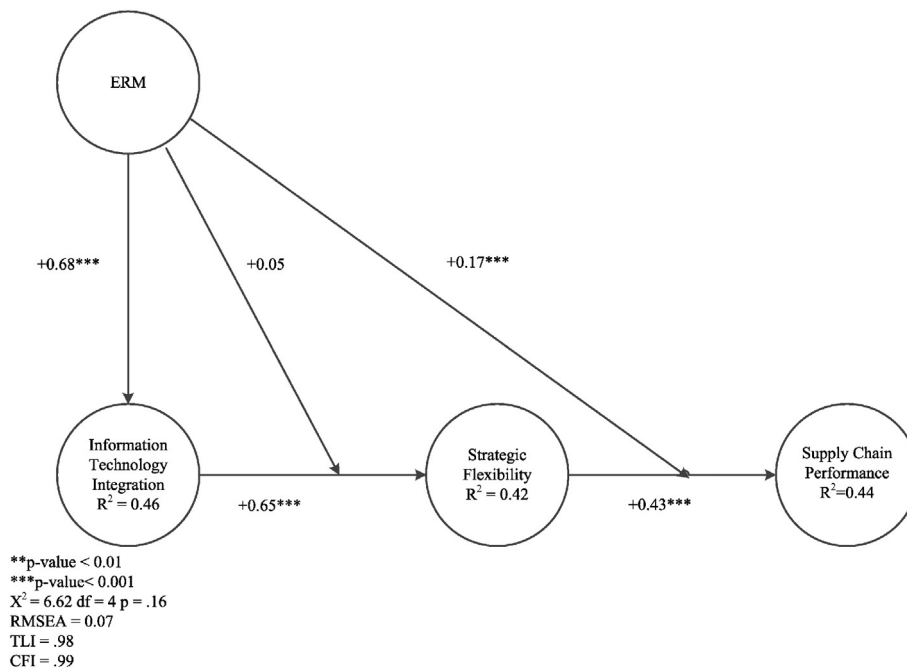 ERM
+0.68***
+0.05
+0.17***
Information
Technology
Integration
R² = 0.46
Strategic
Flexibility
R² = 0.42
Supply Chain
Performance
R²=0.44
+0.65***
+0.43***
**p-value < 0.01
***p-value< 0.001
X² = 6.62 df = 4 p = .16
RMSEA = 0.07
TLI = .98
CFI = .99